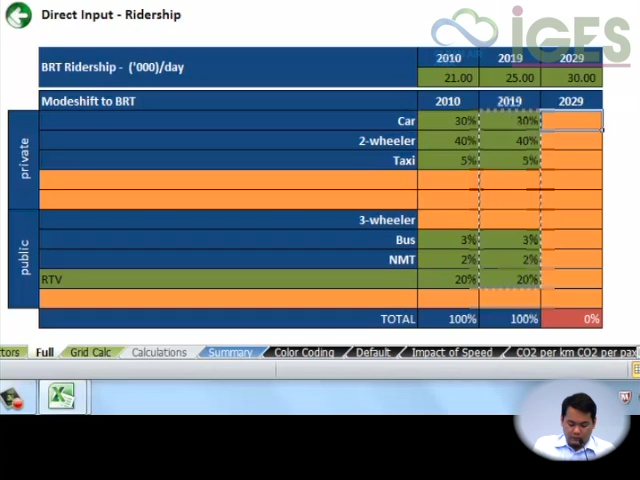 Direct Input - Ridership
iGES
BRT Ridership - ('000)/day 2010 2019 2029
21.00 25.00 30.00
Modeshift to BRT 2010 2019 2029
private
Car 30% 30%
2-wheeler 40% 40%
Taxi 5% 5%
public
3-wheeler
Bus 3% 3%
NMT 2% 2%
RTV 20% 20%
TOTAL 100% 100% 0%
tors Full Grid Calc Calculations Summary Color Coding Default Impact of Speed CO2 per km CO2 per pax